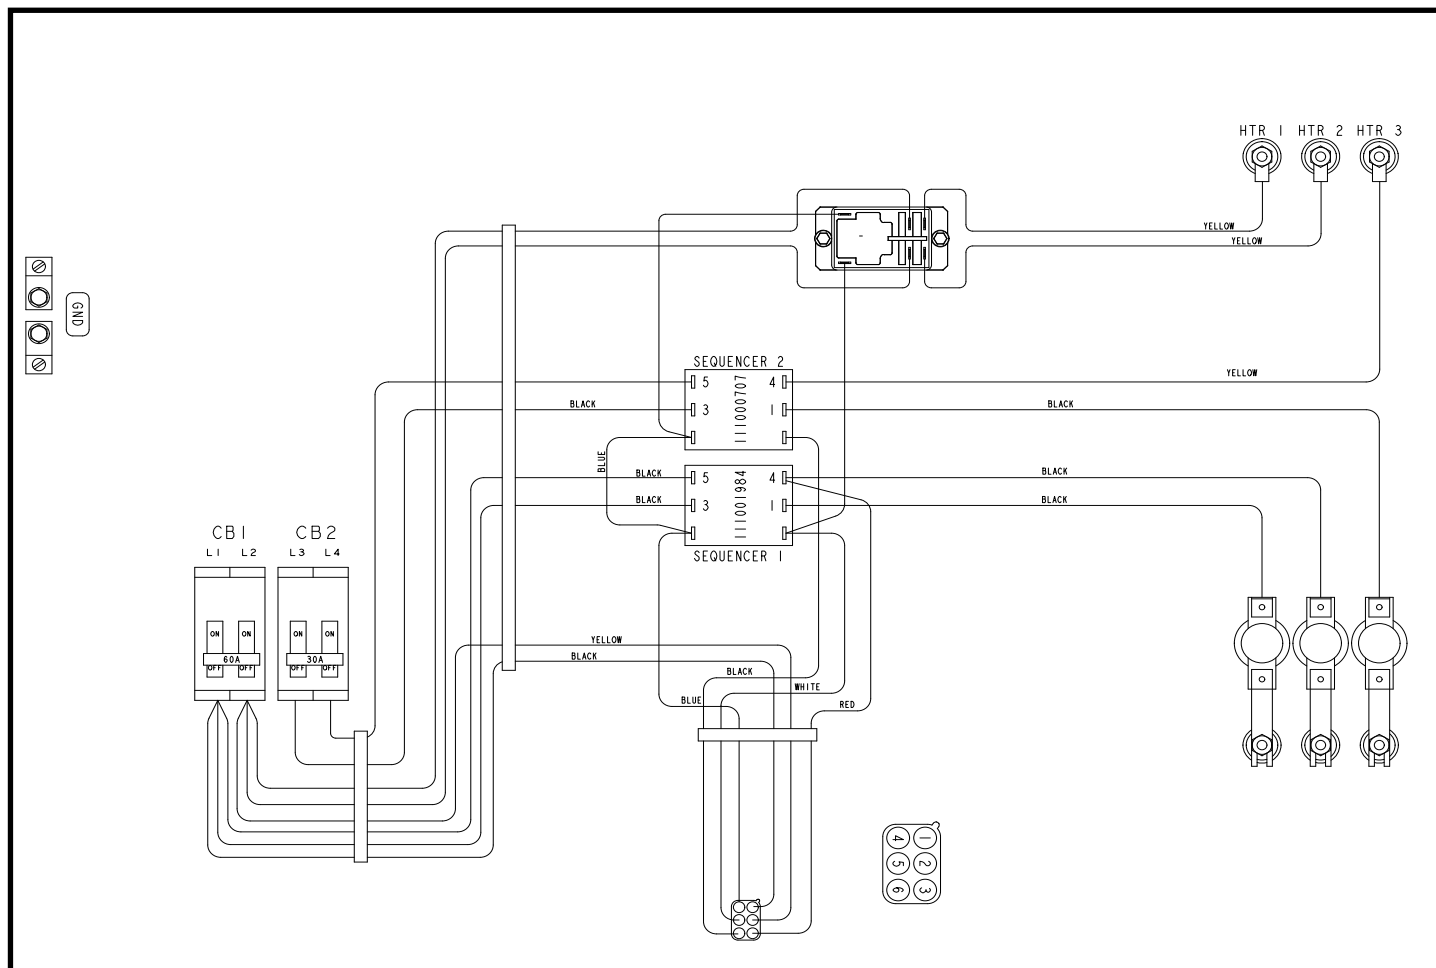 HTR 1 HTR 2 HTR 3
YELLOW
YELLOW
GND
SEQUENCER 2
5 4
YELLOW
3 1
111000707
BLACK
BLACK
BLUE
5 4
BLACK
BLACK
3 1
BLACK
BLACK
111001984
SEQUENCER 1
CB1 CB2
L1 L2 L3 L4
ON ON ON ON
60A 30A
OFF OFF OFF OFF
YELLOW
BLACK
BLACK
WHITE
BLUE
RED
4 1
5 2
6 3